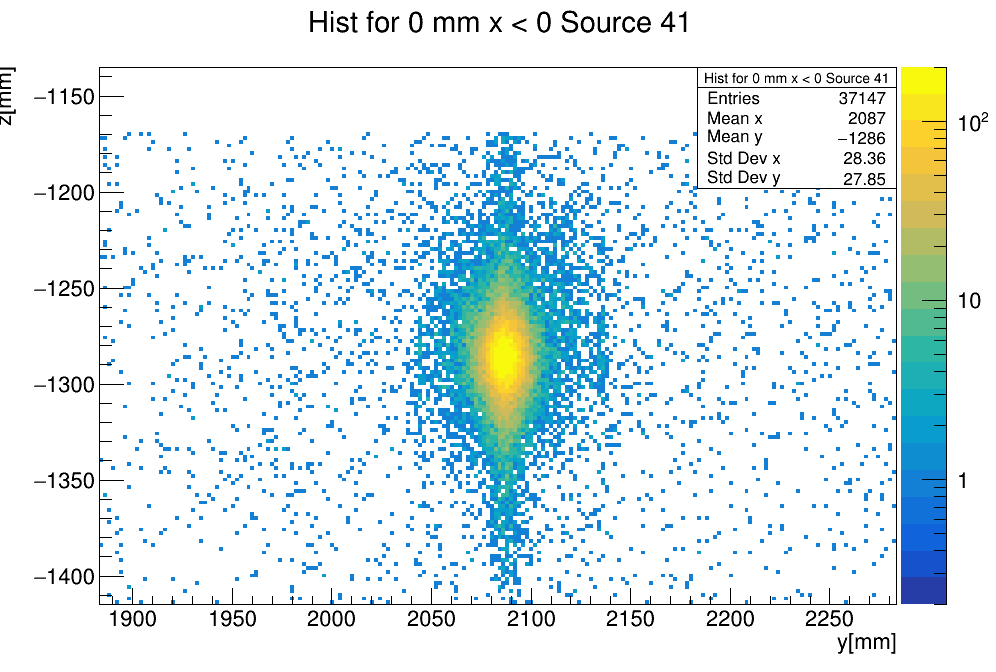 Hist for 0 mm x < 0 Source 41
z[mm]
Hist for 0 mm x < 0 Source 41
Entries 37147
Mean x 2087
Mean y −1286
Std Dev x 28.36
Std Dev y 27.85
−1150
−1200
−1250
−1300
−1350
−1400
1900 1950 2000 2050 2100 2150 2200 2250
y[mm]
10²
10
1